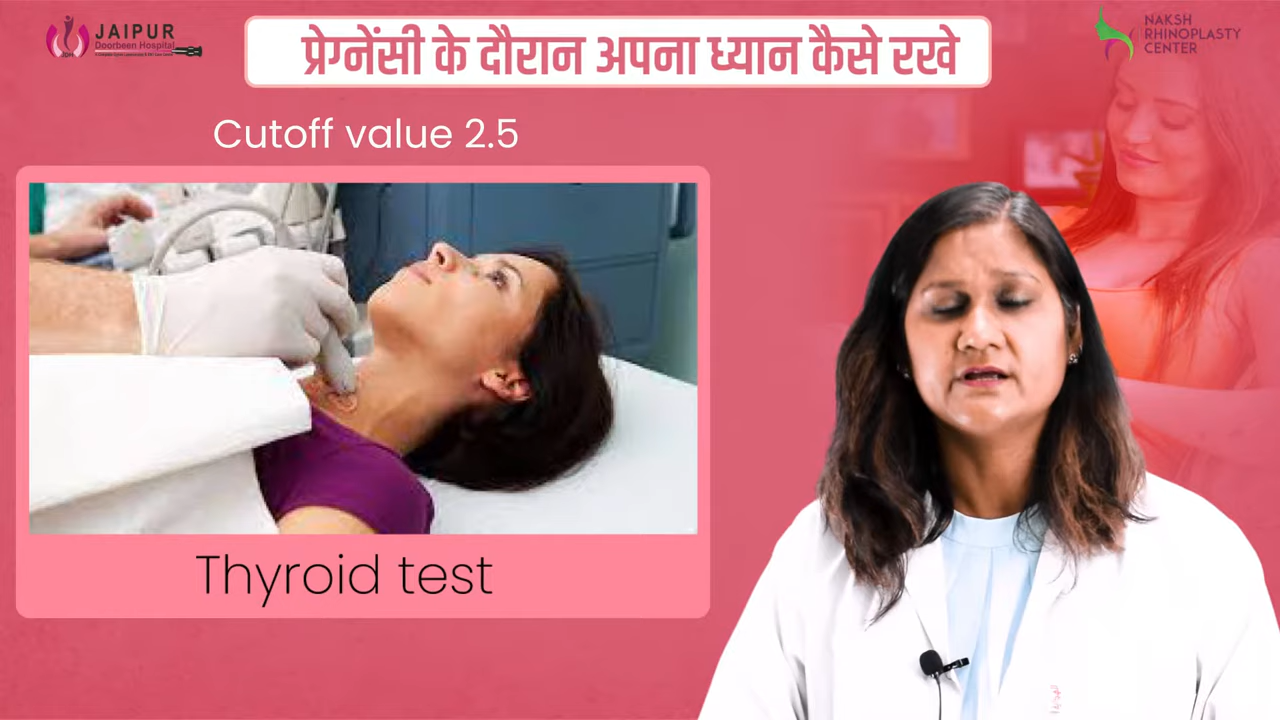 JAIPUR
Doorbeen Hospital
प्रेग्नेंसी के दौरान अपना ध्यान कैसे रखे
NAKSH
RHINOPLASTY
CENTER
Cutoff value 2.5
Thyroid test